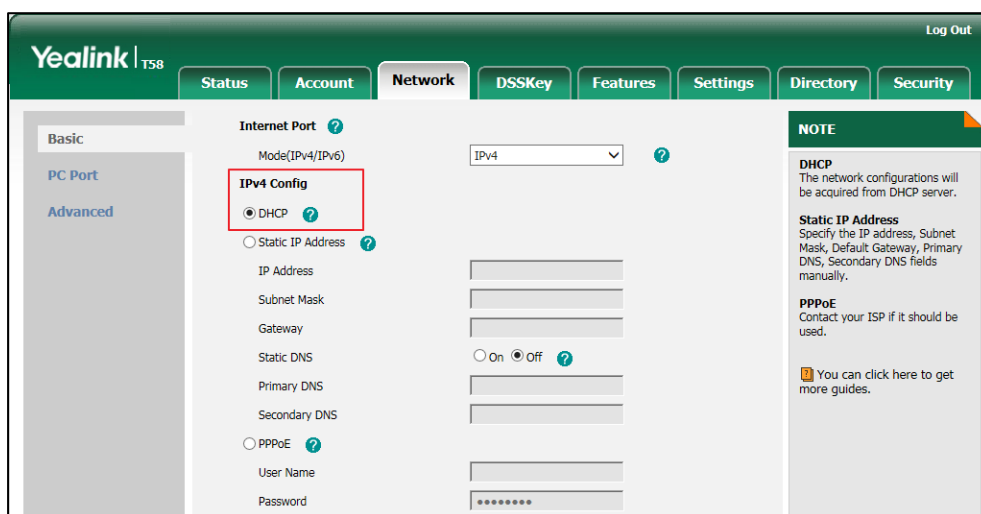 Log Out
Yealink | T58
Status Account Network DSSKey Features Settings Directory Security
Basic
PC Port
Advanced
Internet Port ?
Mode(IPv4/IPv6) IPv4 ?
IPv4 Config
DHCP ?
Static IP Address ?
IP Address
Subnet Mask
Gateway
Static DNS On Off ?
Primary DNS
Secondary DNS
PPPoE ?
User Name
Password ••••••••
NOTE
DHCP
The network configurations will
be acquired from DHCP server.
Static IP Address
Specify the IP address, Subnet
Mask, Default Gateway, Primary
DNS, Secondary DNS fields
manually.
PPPoE
Contact your ISP if it should be
used.
? You can click here to get
more guides.